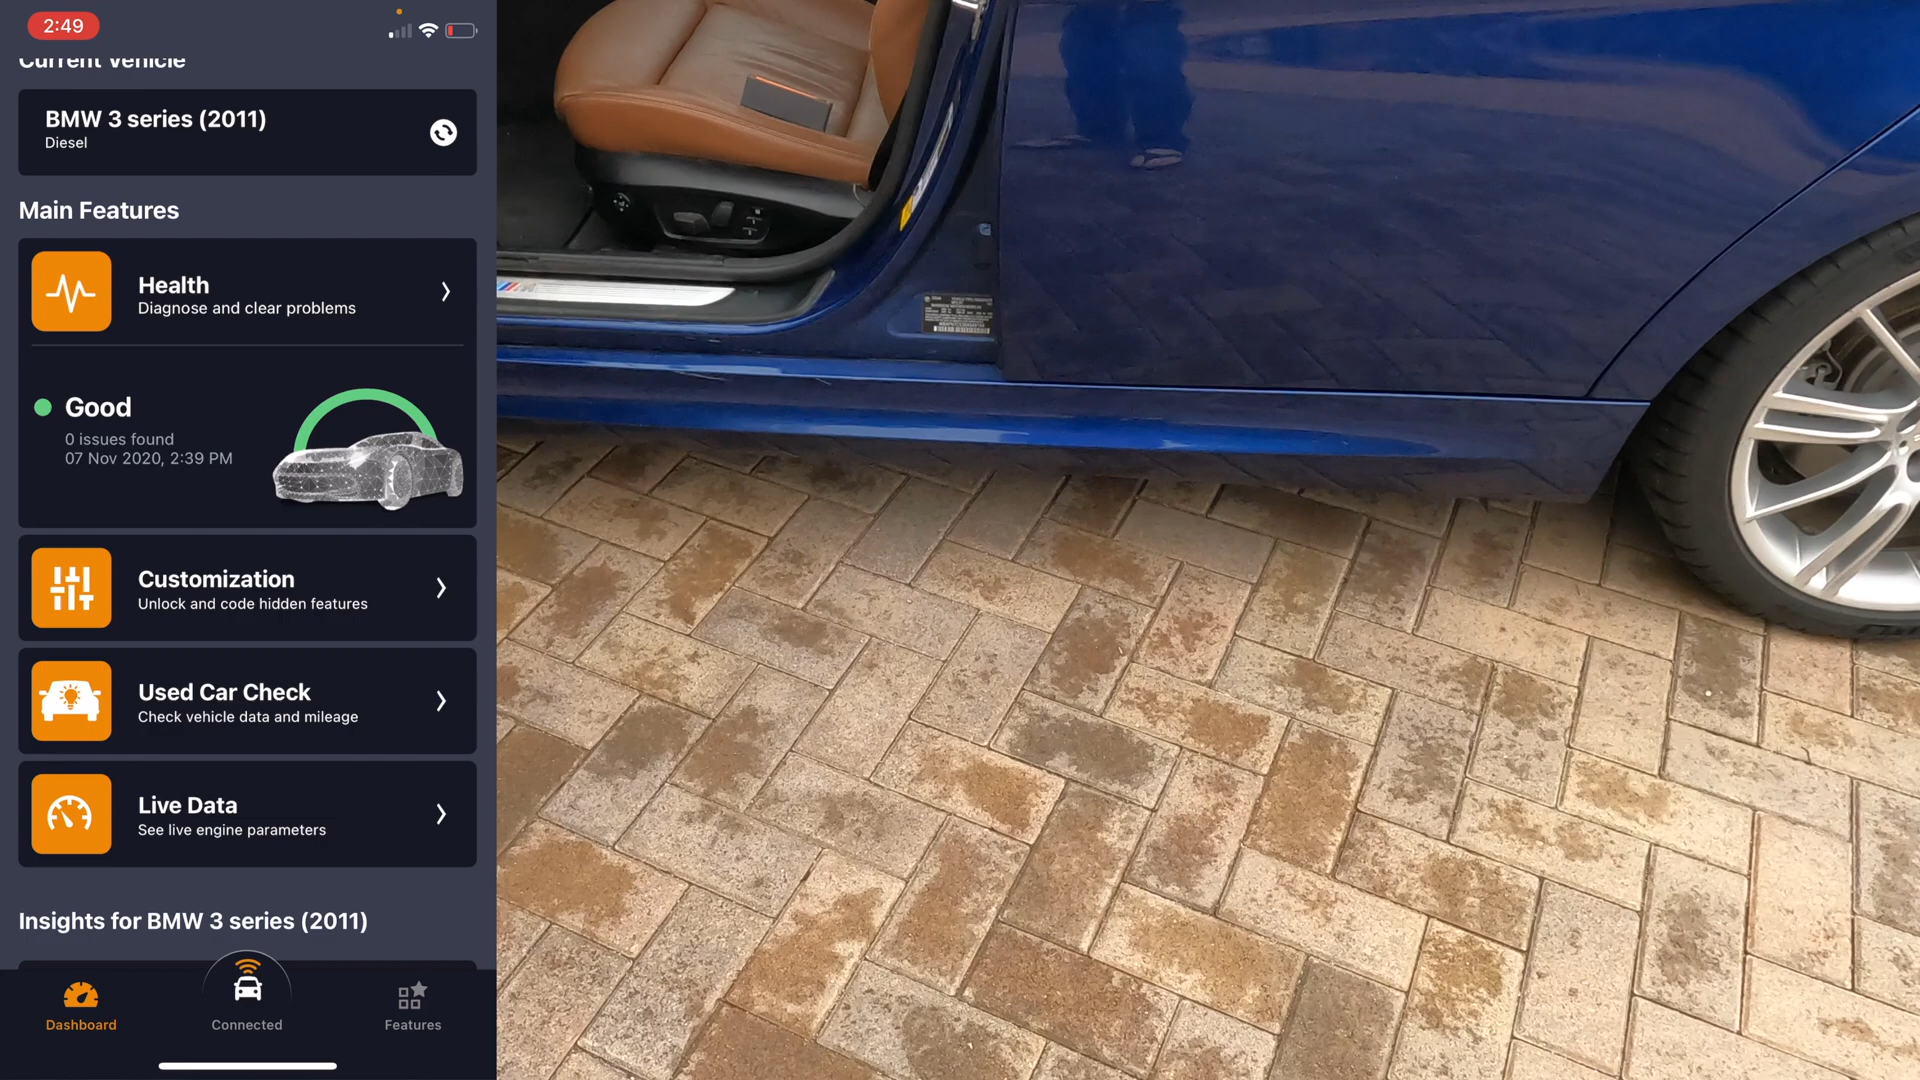 2:49
Current Vehicle
BMW 3 series (2011)
Diesel
Main Features
Health
Diagnose and clear problems
Good
0 issues found
07 Nov 2020, 2:39 PM
Customization
Unlock and code hidden features
Used Car Check
Check vehicle data and mileage
Live Data
See live engine parameters
Insights for BMW 3 series (2011)
Dashboard
Connected
Features